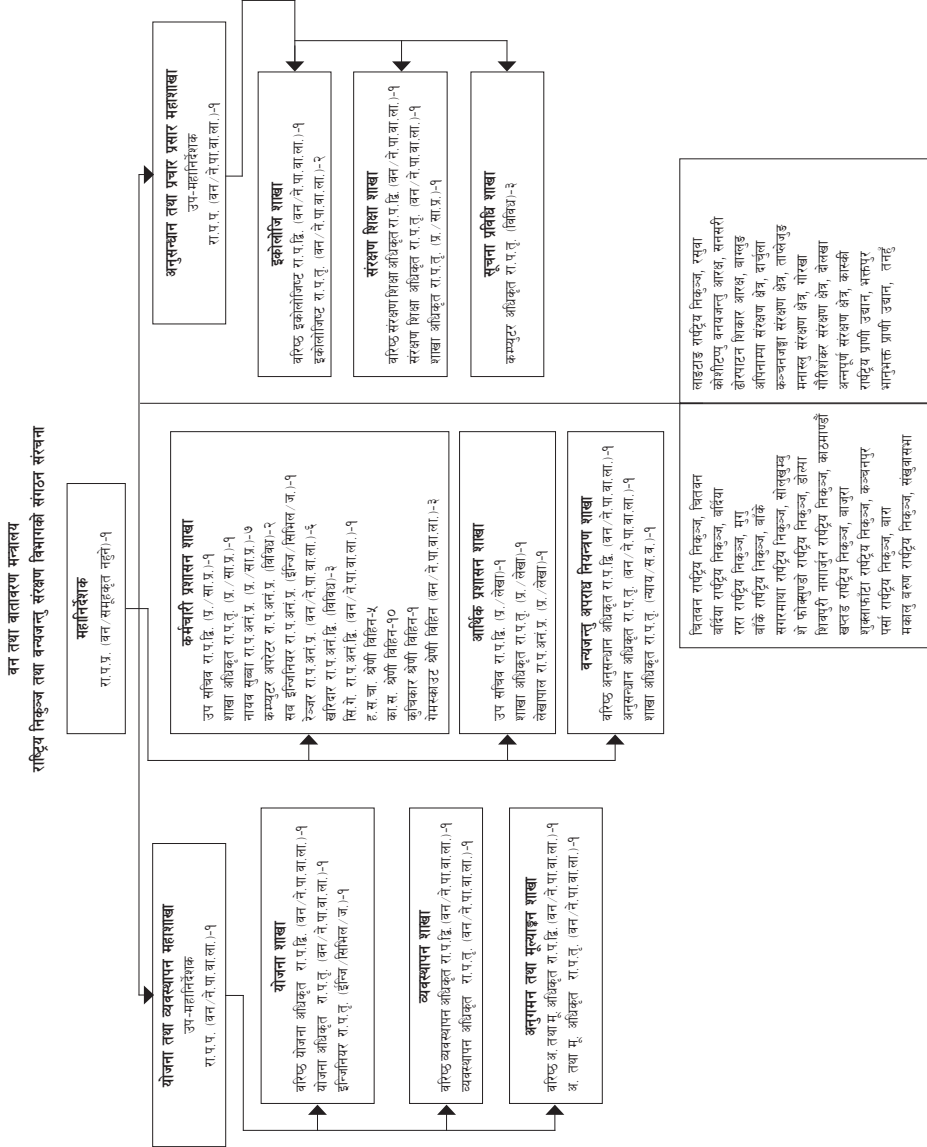 वन तथा वातावरण मन्त्रालय
राष्ट्रिय निकुञ्ज तथा वन्यजन्तु संरक्षण विभागको संगठन संरचना
महानिर्देशक
रा.प.प्र. (वन/समूहकृत नहुने)-१
योजना तथा व्यवस्थापन महाशाखा
उप-महानिर्देशक
रा.प.प. (वन/ने.पा.वा.ला.)-१
योजना शाखा
वरिष्ठ योजना अधिकृत रा.प.द्वि. (वन/ने.पा.वा.ला.)-१
योजना अधिकृत रा.प.तृ. (वन/ने.पा.वा.ला.)-१
इन्जिनियर रा.प.तृ. (ईन्जि/सिभिल/ज.)-१
व्यवस्थापन शाखा
वरिष्ठ व्यवस्थापन अधिकृत रा.प.द्वि.(वन/ने.पा.वा.ला.)-१
व्यवस्थापन अधिकृत रा.प.तृ. (वन/ने.पा.वा.ला.)-१
अनुगमन तथा मूल्याङ्कन शाखा
वरिष्ठ अ. तथा मू. अधिकृत रा.प.द्वि.(वन/ने.पा.वा.ला.)-१
अ. तथा मू. अधिकृत रा.प.तृ. (वन/ने.पा.वा.ला.)-१
कर्मचारी प्रशासन शाखा
उप सचिव रा.प.द्वि. (प्र./सा.प्र.)-१
शाखा अधिकृत रा.प.तृ. (प्र./सा.प्र.)-१
नायव सुब्बा रा.प.अनं.प्र. (प्र./सा.प्र.)-७
कम्प्युटर अपरेटर रा.प.अनं.प्र. (विविध)-२
सव इन्जिनियर रा.प.अनं.प्र. (ईन्जि/सिभिल/ज.)-१
रेञ्जर रा.प.अनं.प्र. (वन/ने.पा.वा.ला.)-६
खरिदार रा.प.अनं.द्वि. (विविध)-३
सि.गे. रा.प.अनं.द्वि. (वन/ने.पा.वा.ला.)-१
ह.स.चा. श्रेणी विहिन-५
का.स. श्रेणी विहिन-१०
कुचिकार श्रेणी विहिन-१
गेमस्काउट श्रेणी विहिन (वन/ने.पा.वा.ला.)-३
आर्थिक प्रशासन शाखा
उप सचिव रा.प.द्वि. (प्र./लेखा)-१
शाखा अधिकृत रा.प.तृ. (प्र./लेखा)-१
लेखापाल रा.प.अनं.प्र. (प्र./लेखा)-१
वन्यजन्तु अपराध नियन्त्रण शाखा
वरिष्ठ अनुसन्धान अधिकृत रा.प.द्वि. (वन/ने.पा.वा.ला.)-१
अनुसन्धान अधिकृत रा.प.तृ. (वन/ने.पा.वा.ला.)-१
शाखा अधिकृत रा.प.तृ. (न्याय/स.व.)-१
अनुसन्धान तथा प्रचार प्रसार महाशाखा
उप-महानिर्देशक
रा.प.प. (वन/ने.पा.वा.ला.)-१
इकोलोजि शाखा
वरिष्ठ इकोलोजिष्ट रा.प.द्वि. (वन/ने.पा.वा.ला.)-१
इकोलोजिष्ट रा.प.तृ. (वन/ने.पा.वा.ला.)-२
संरक्षण शिक्षा शाखा
वरिष्ठ संरक्षण शिक्षा अधिकृत रा.प.द्वि. (वन/ने.पा.वा.ला.)-१
संरक्षण शिक्षा अधिकृत रा.प.तृ. (वन/ने.पा.वा.ला.)-१
शाखा अधिकृत रा.प.तृ. (प्र./सा.प्र.)-१
सूचना प्रविधि शाखा
कम्प्युटर अधिकृत रा.प.तृ. (विविध)-३
चितवन राष्ट्रिय निकुञ्ज, चितवन
बर्दिया राष्ट्रिय निकुञ्ज, बर्दिया
रारा राष्ट्रिय निकुञ्ज, मुगु
बाँके राष्ट्रिय निकुञ्ज, बाँके
सगरमाथा राष्ट्रिय निकुञ्ज, सोलुखुम्बु
शे फोक्सुण्डो राष्ट्रिय निकुञ्ज, डोल्पा
शिवपुरी नागार्जुन राष्ट्रिय निकुञ्ज, काठमाण्डौं
खप्तड राष्ट्रिय निकुञ्ज, बाजुरा
शुक्लाफाँटा राष्ट्रिय निकुञ्ज, कञ्चनपुर
पर्सा राष्ट्रिय निकुञ्ज, बारा
मकालु वरुण राष्ट्रिय निकुञ्ज, संखुवासभा
लाङटाङ राष्ट्रिय निकुञ्ज, रसुवा
कोशीटप्पु वन्यजन्तु आरक्ष, सुनसरी
ढोरपाटन शिकार आरक्ष, बाग्लुङ
अपिनाम्पा संरक्षण क्षेत्र, दार्चुला
कञ्चनजङ्घा संरक्षण क्षेत्र, ताप्लेजुङ
मनास्लु संरक्षण क्षेत्र, गोरखा
गौरीशंकर संरक्षण क्षेत्र, दोलखा
अन्नपूर्ण संरक्षण क्षेत्र, कास्की
राष्ट्रिय प्राणी उद्यान, भक्तपुर
भानुभक्त प्राणी उद्यान, तनहुँ